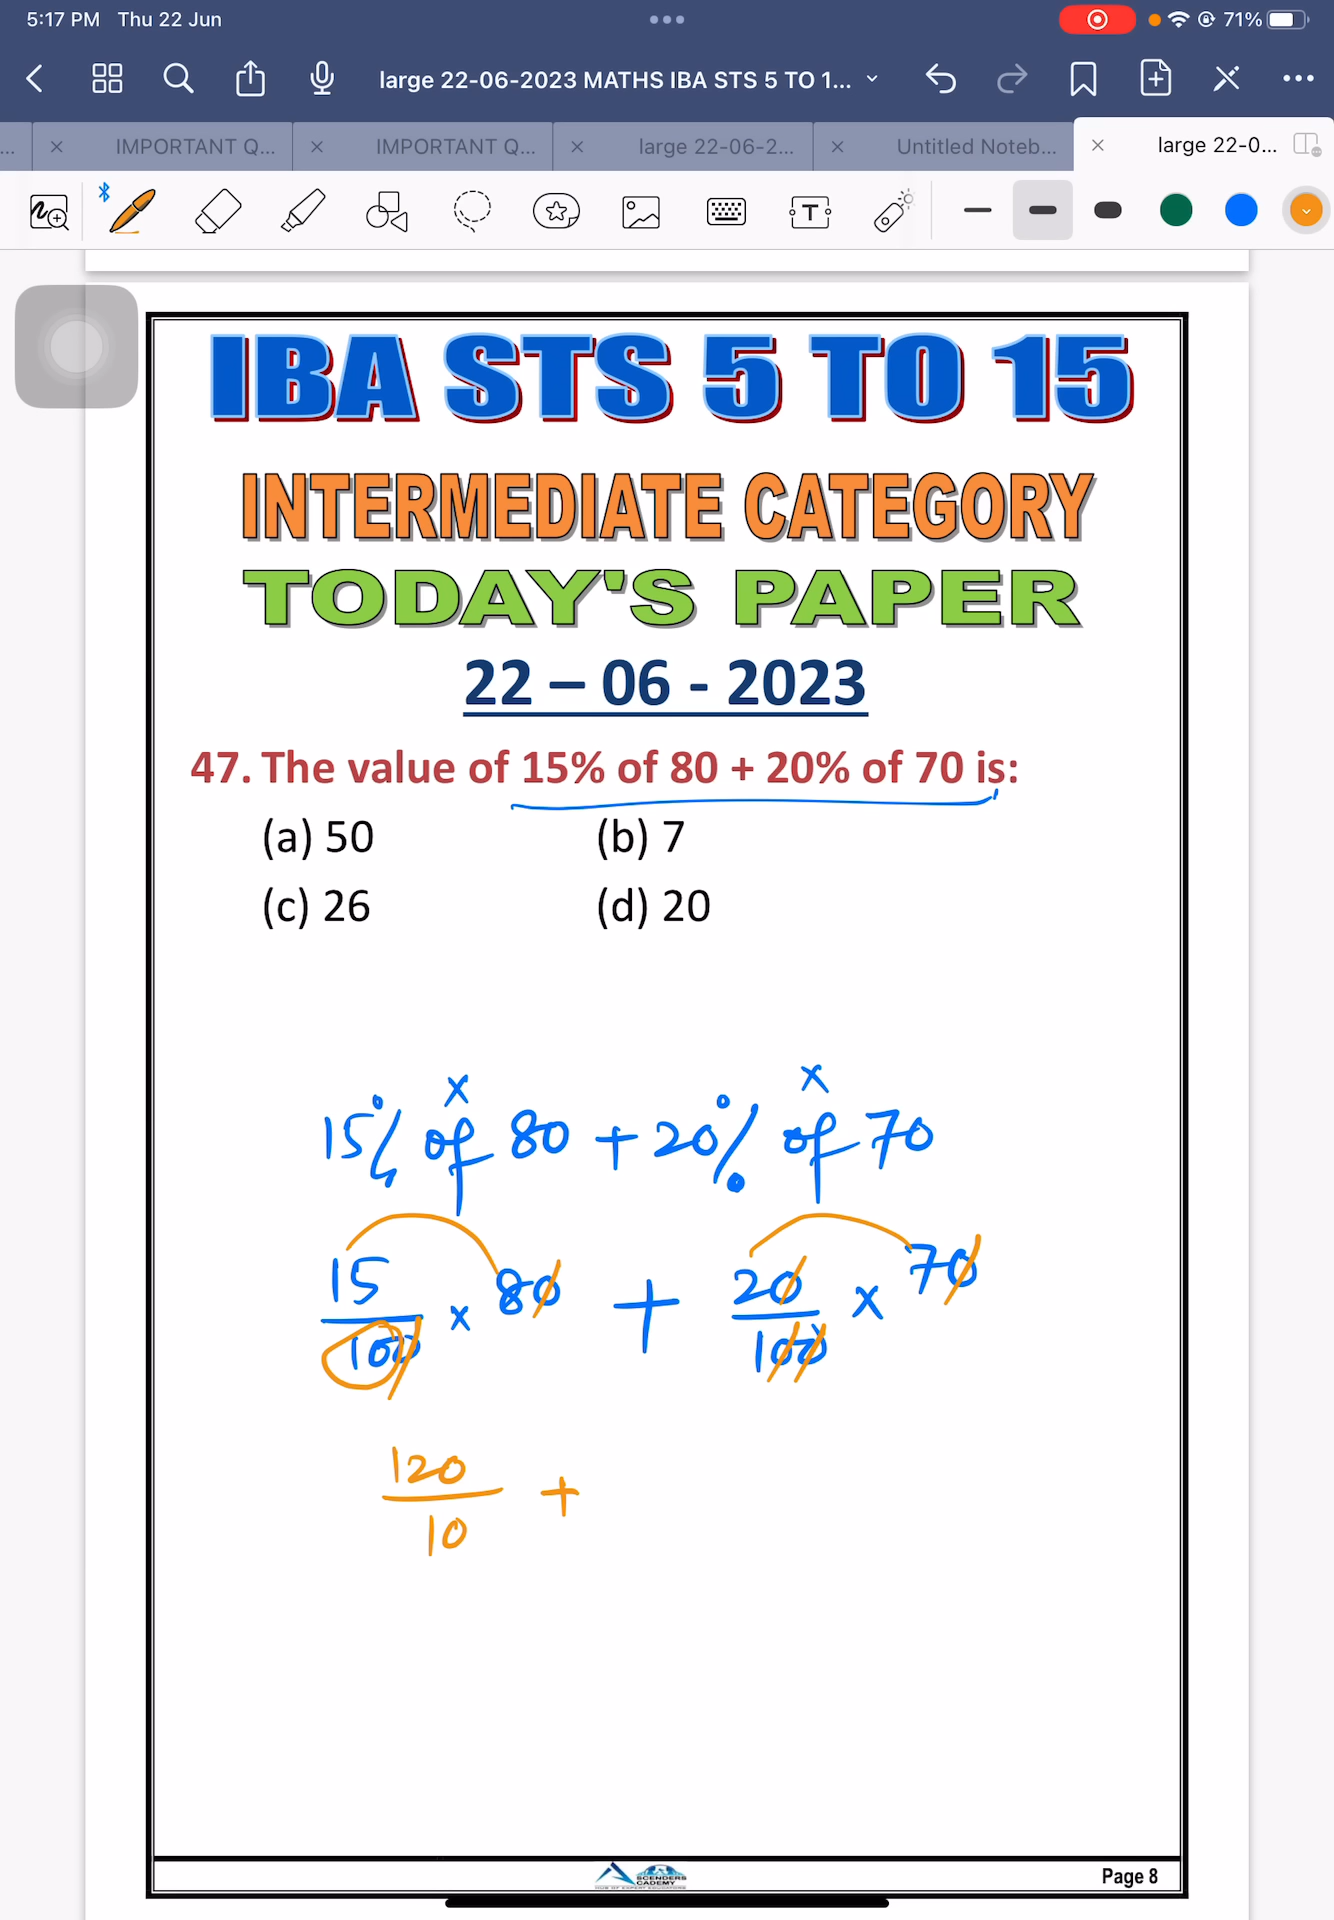 5:17 PM Thu 22 Jun
71%
large 22-06-2023 MATHS IBA STS 5 TO 1...
IMPORTANT Q...
IMPORTANT Q...
large 22-06-2...
Untitled Noteb...
large 22-0...
T
IBA STS 5 TO 15
INTERMEDIATE CATEGORY
TODAY'S PAPER
22 – 06 - 2023
47. The value of 15% of 80 + 20% of 70 is:
(a) 50 (b) 7
(c) 26 (d) 20
x x
15% of 80 + 20% of 70
15/100 x 80 + 20/100 x 70
120/10 +
SCENDERS
CADEMY
Page 8